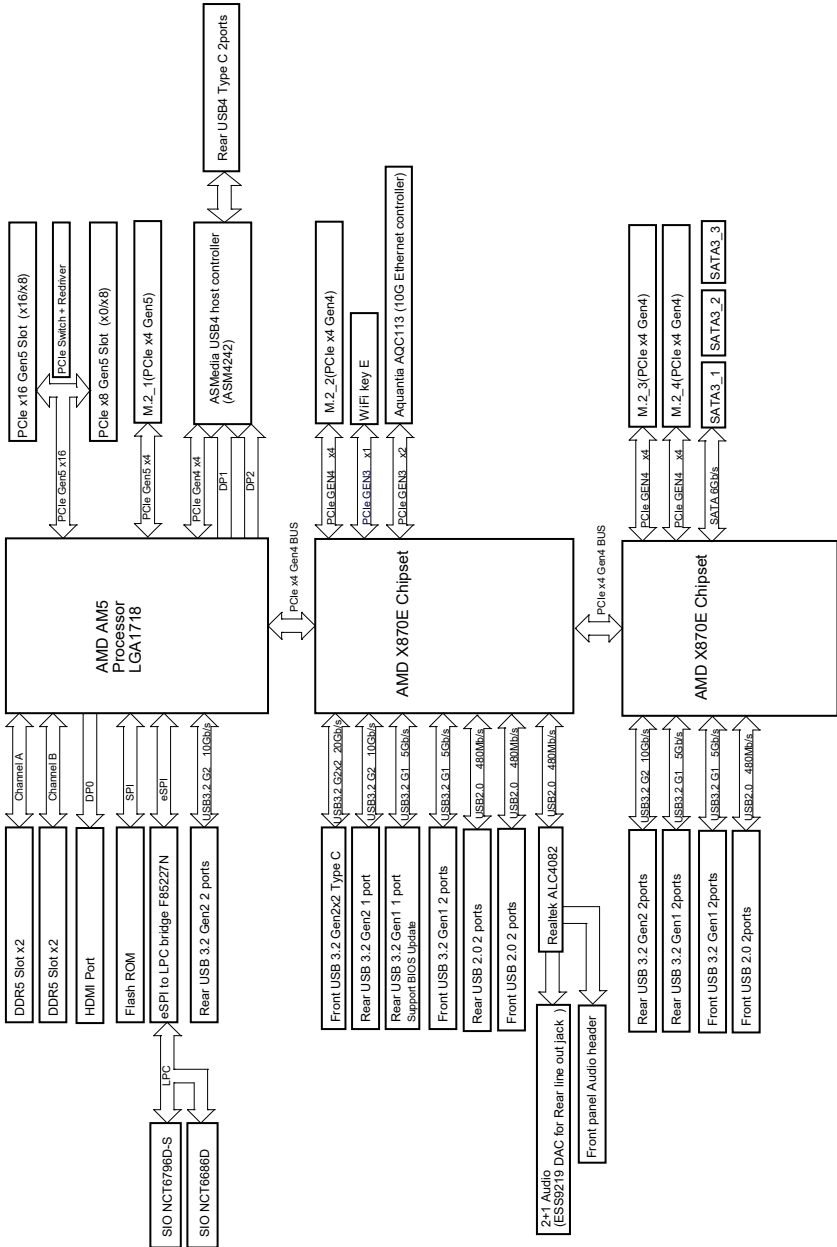 Rear USB4 Type C 2ports
PCIe x16 Gen5 Slot (x16/x8)
PCIe Switch + Redriver
PCIe x8 Gen5 Slot (x0/x8)
M.2_1(PCIe x4 Gen5)
ASMedia USB4 host controller
(ASM4242)
PCIe Gen5 x16
PCIe Gen5 x4
PCIe Gen4 x4
DP1
DP2
AMD AM5
Processor
LGA1718
Channel A
Channel B
DP0
SPI
eSPI
USB3.2 G2 10Gb/s
DDR5 Slot x2
DDR5 Slot x2
HDMI Port
Flash ROM
eSPI to LPC bridge F85227N
Rear USB 3.2 Gen2 2 ports
LPC
SIO NCT6796D-S
SIO NCT6686D
PCIe x4 Gen4 BUS
M.2_2(PCIe x4 Gen4)
WiFi key E
Aquantia AQC113 (10G Ethernet controller)
PCIe GEN4 x4
PCIe GEN3 x1
PCIe GEN3 x2
AMD X870E Chipset
USB3.2 G2x2 20Gb/s
USB3.2 G2 10Gb/s
USB3.2 G1 5Gb/s
USB3.2 G1 5Gb/s
USB2.0 480Mb/s
USB2.0 480Mb/s
USB2.0 480Mb/s
Front USB 3.2 Gen2x2 Type C
Rear USB 3.2 Gen2 1 port
Rear USB 3.2 Gen1 1 port
Support BIOS Update
Front USB 3.2 Gen1 2 ports
Rear USB 2.0 2 ports
Front USB 2.0 2 ports
Realtek ALC4082
2+1 Audio
(ESS9219 DAC for Rear line out jack )
Front panel Audio header
PCIe x4 Gen4 BUS
M.2_3(PCIe x4 Gen4)
M.2_4(PCIe x4 Gen4)
SATA3_1
SATA3_2
SATA3_3
PCIe GEN4 x4
PCIe GEN4 x4
SATA 6Gb/s
AMD X870E Chipset
USB3.2 G2 10Gb/s
USB3.2 G1 5Gb/s
USB3.2 G1 5Gb/s
USB2.0 480Mb/s
Rear USB 3.2 Gen2 2ports
Rear USB 3.2 Gen1 2ports
Front USB 3.2 Gen1 2ports
Front USB 2.0 2ports